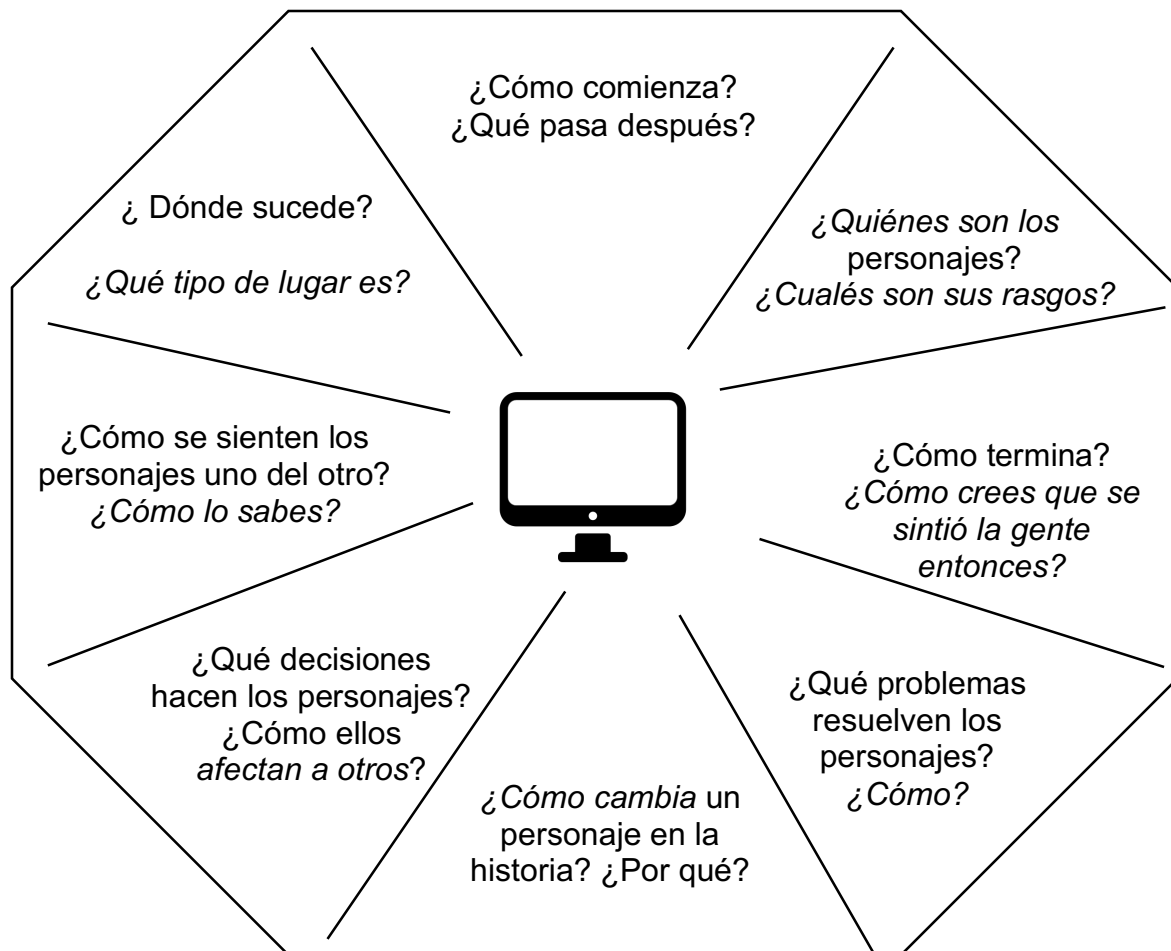 ¿Cómo comienza?
¿Qué pasa después?
¿ Dónde sucede?
¿Qué tipo de lugar es?
¿Quiénes son los
personajes?
¿Cualés son sus rasgos?
¿Cómo se sienten los
personajes uno del otro?
¿Cómo lo sabes?
¿Cómo termina?
¿Cómo crees que se
sintió la gente
entonces?
¿Qué decisiones
hacen los personajes?
¿Cómo ellos
afectan a otros?
¿Qué problemas
resuelven los
personajes?
¿Cómo?
¿Cómo cambia un
personaje en la
historia? ¿Por qué?